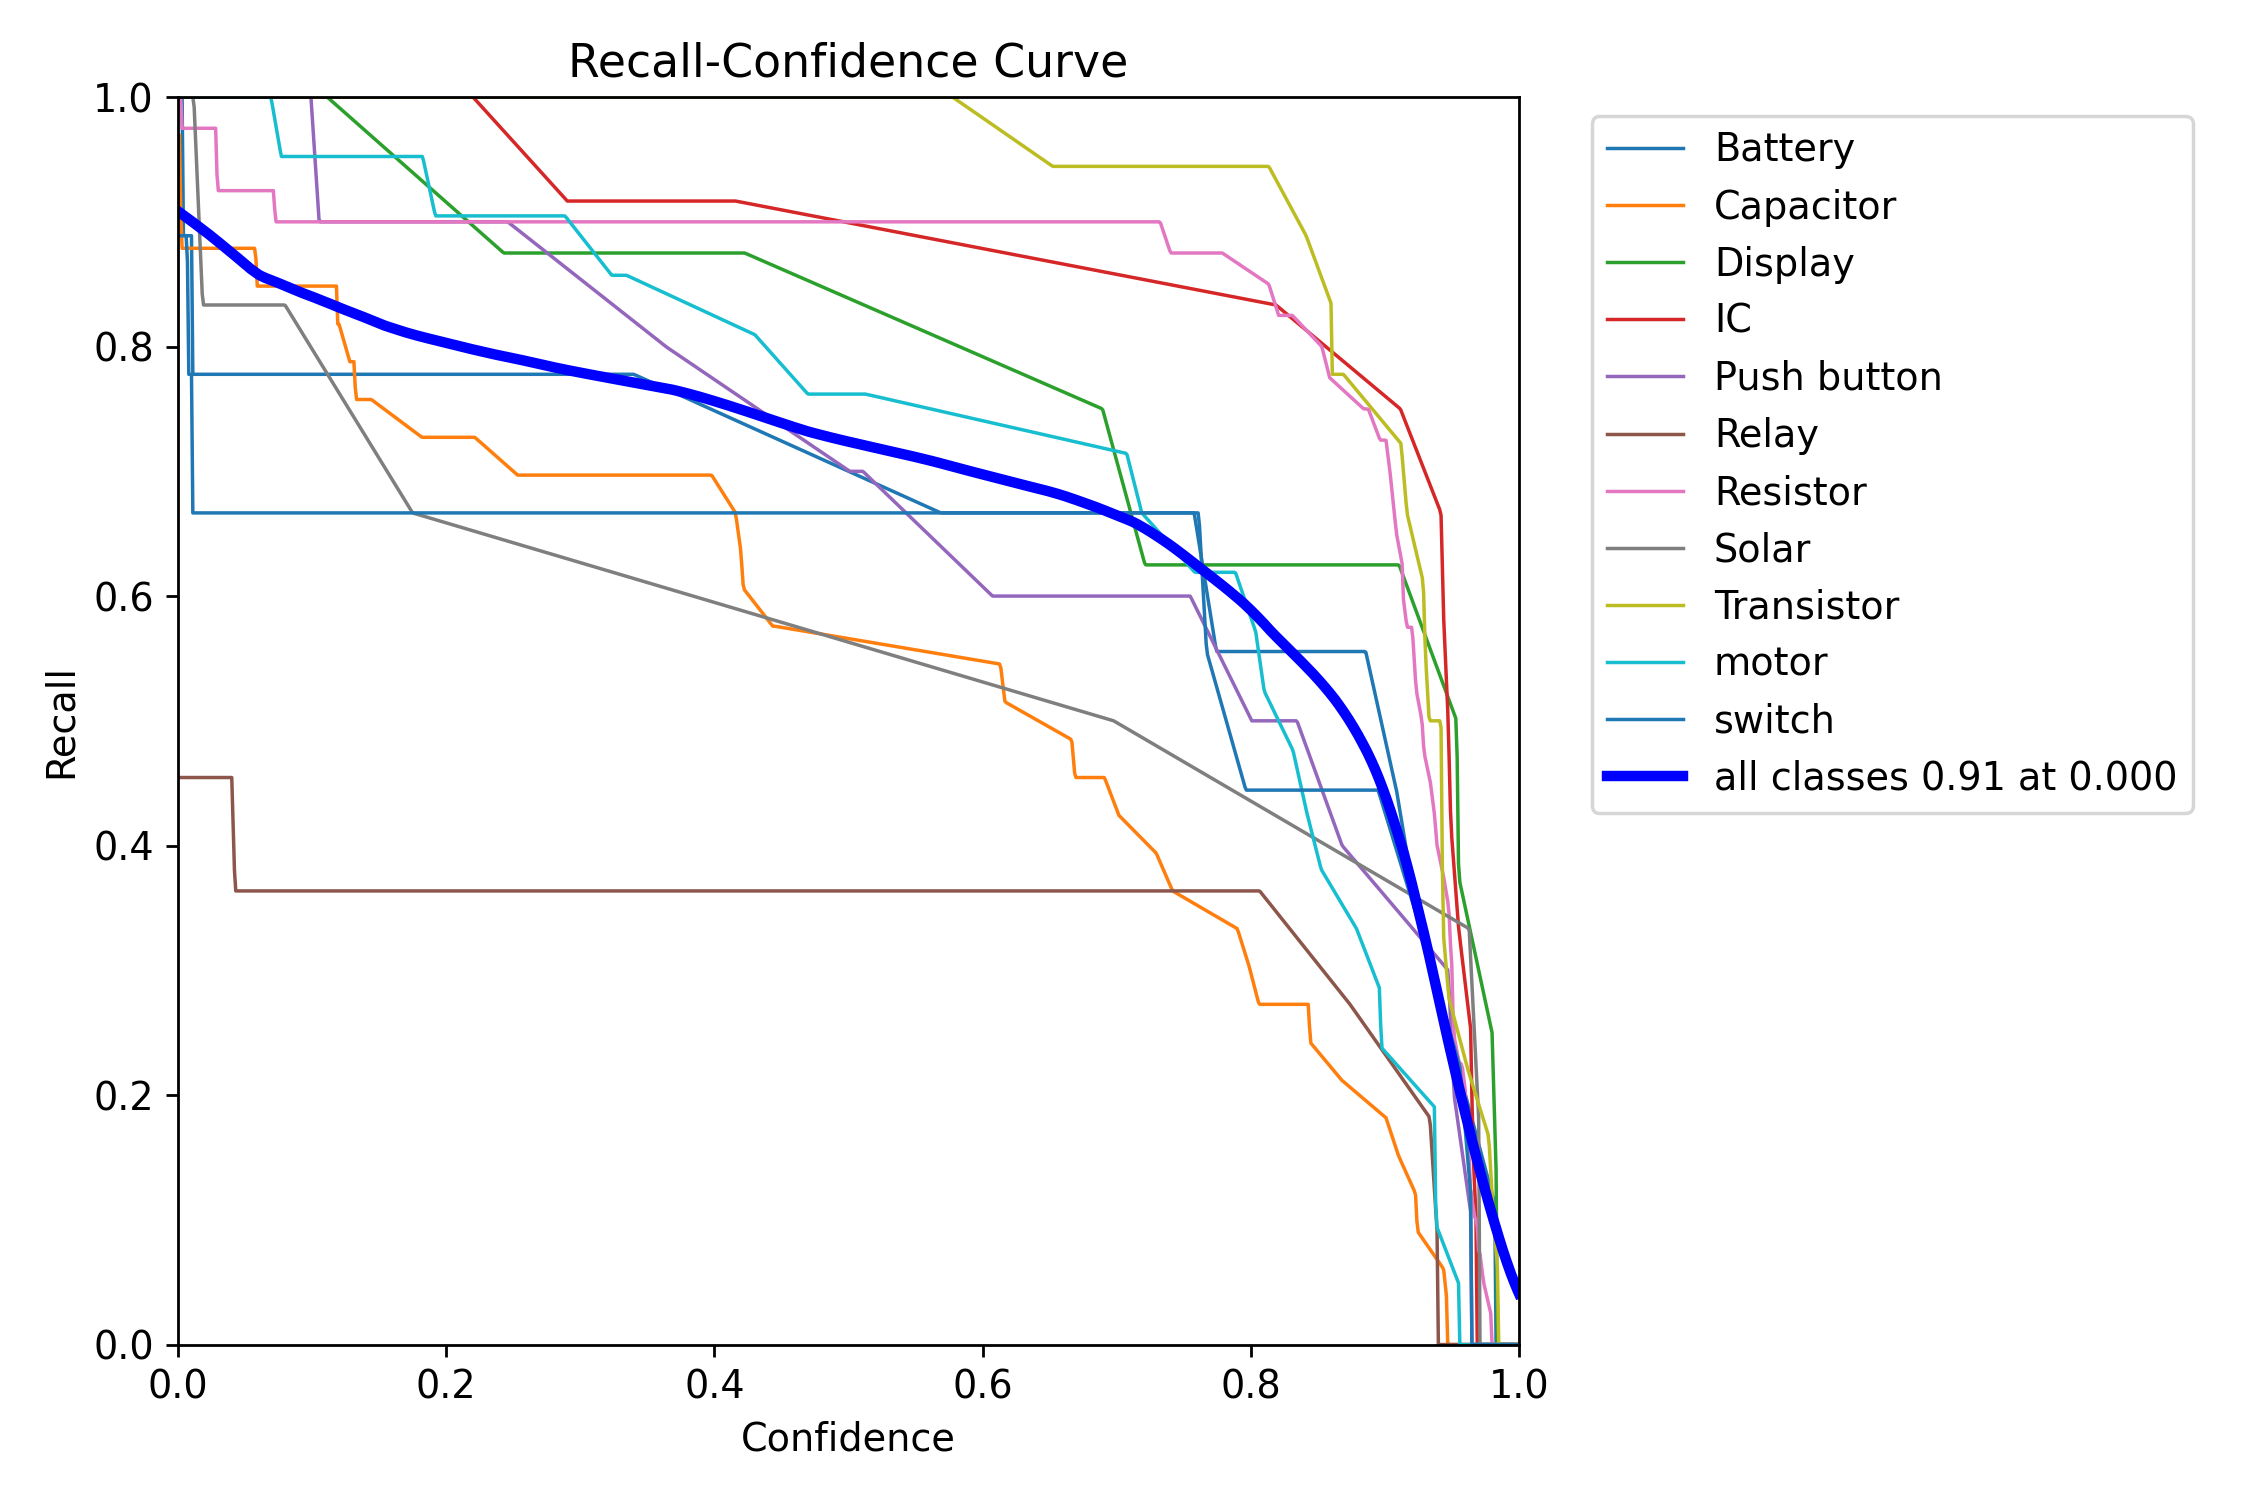 Recall-Confidence Curve
1.0
0.8
0.6
0.4
0.2
0.0
Recall
0.0 0.2 0.4 0.6 0.8 1.0
Confidence
Battery
Capacitor
Display
IC
Push button
Relay
Resistor
Solar
Transistor
motor
switch
all classes 0.91 at 0.000